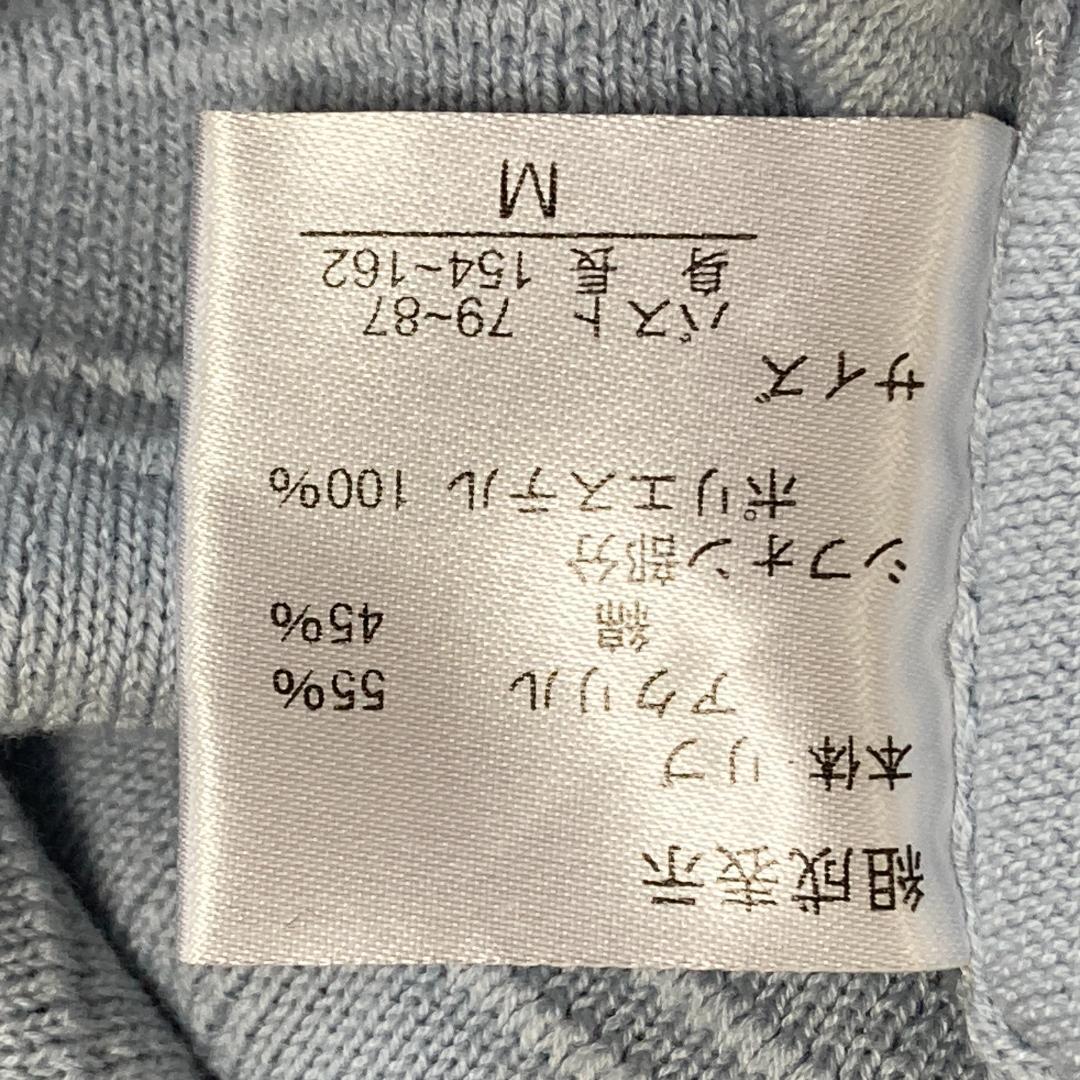 組成表示
本体・リブ
アクリル 55%
綿 45%
シフォン部分
ポリエステル 100%
サイズ
バスト 79~87
身 長 154~162
M